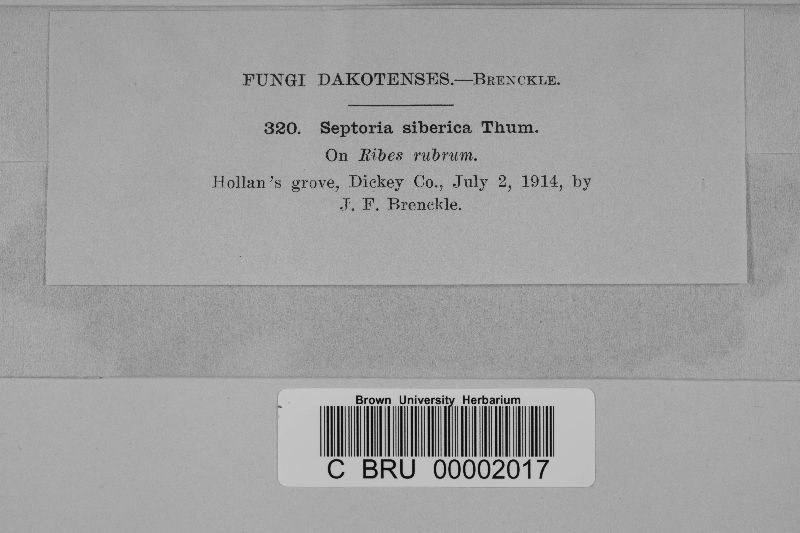 FUNGI DAKOTENSES.—BRENCKLE.
320. Septoria siberica Thum.
On Ribes rubrum.
Hollan's grove, Dickey Co., July 2, 1914, by
J. F. Brenckle.
Brown University Herbarium
C BRU 00002017